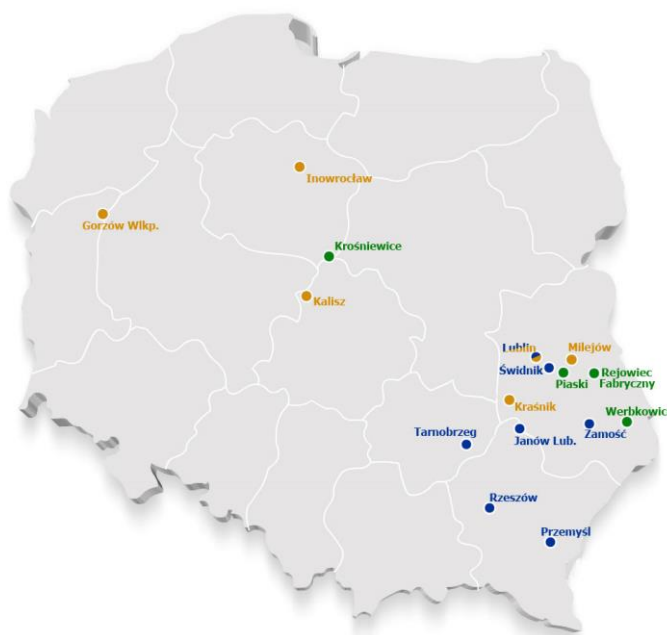 Inowrocław
Gorzów Wlkp.
Krośniewice
Kalisz
Lublin
Milejów
Świdnik
Piaski
Rejowiec
Fabryczny
Kraśnik
Werbkowic
Tarnobrzeg
Janów Lub.
Zamość
Rzeszów
Przemyśl